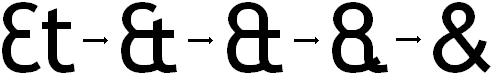 Et → & → & → & → &